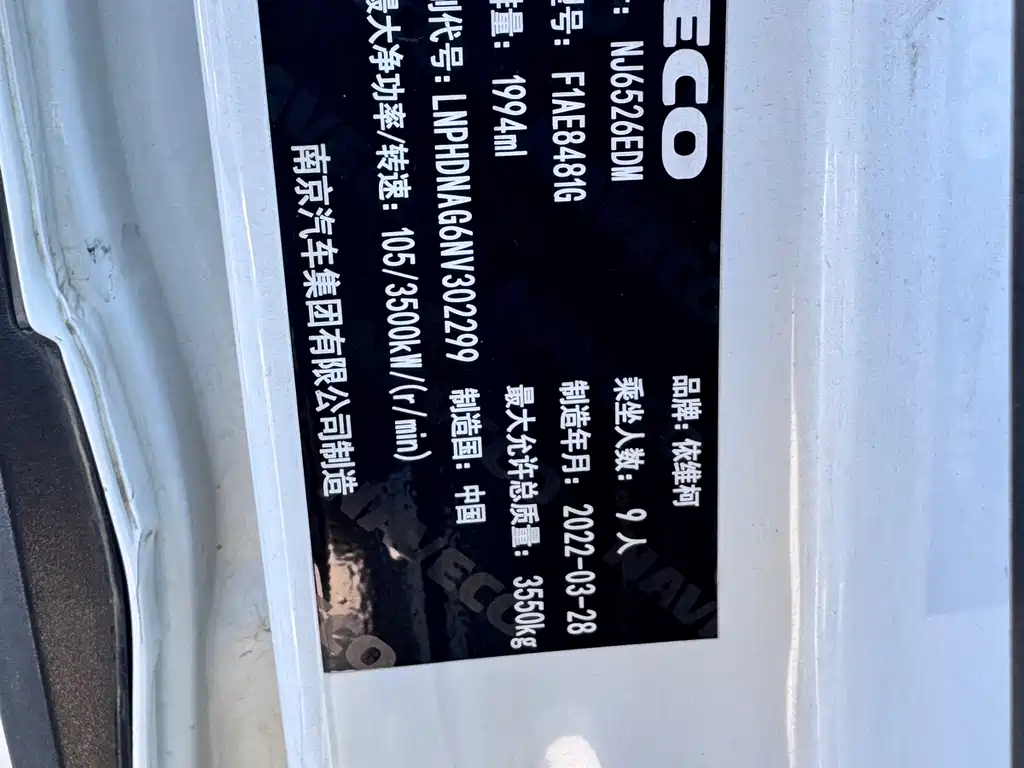 ECO
品牌: 依维柯
: NJ6526EDM
乘坐人数: 9 人
型号: F1AE8481G
制造年月: 2022-03-28
排量: 1994ml
最大允许总质量: 3550kg
别代号: LNPHDNAG6NV302299
制造国: 中国
最大净功率/转速: 105/3500kW/(r/min)
南京汽车集团有限公司制造